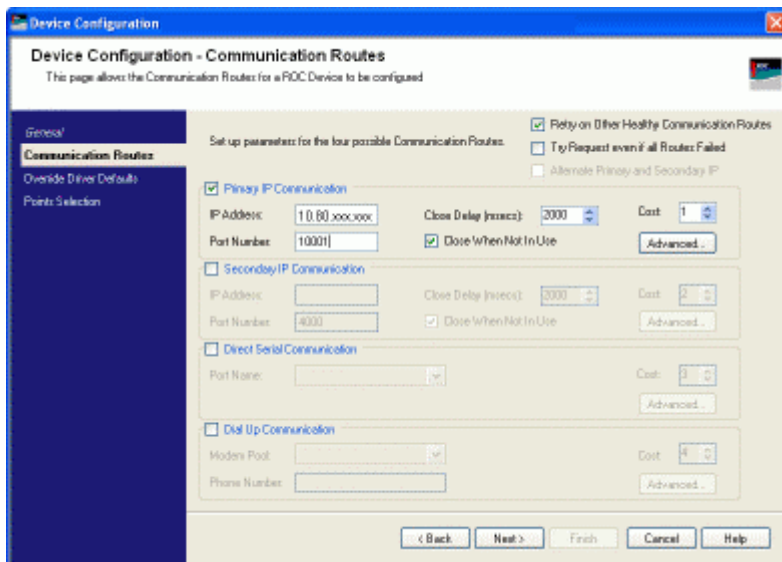 Device Configuration
Device Configuration - Communication Routes
This page allows the Communication Routes for a ROC Device to be configured
ROC
General
Communication Routes
Override Driver Defaults
Points Selection
Set up parameters for the four possible Communication Routes.
Retry on Other Healthy Communication Routes
Try Request even if all Routes Failed
Alternate Primary and Secondary IP
Primary IP Communication
IP Address: 10.80.xxx.xxx Close Delay (msecs): 2000 Cost: 1
Port Number: 10001 Close When Not In Use Advanced...
Secondary IP Communication
IP Address: Close Delay (msecs): 2000 Cost: 2
Port Number: 4000 Close When Not In Use Advanced...
Direct Serial Communication
Port Name: Cost: 3
Advanced...
Dial Up Communication
Modem Pool: Cost: 4
Phone Number: Advanced...
< Back Next > Finish Cancel Help